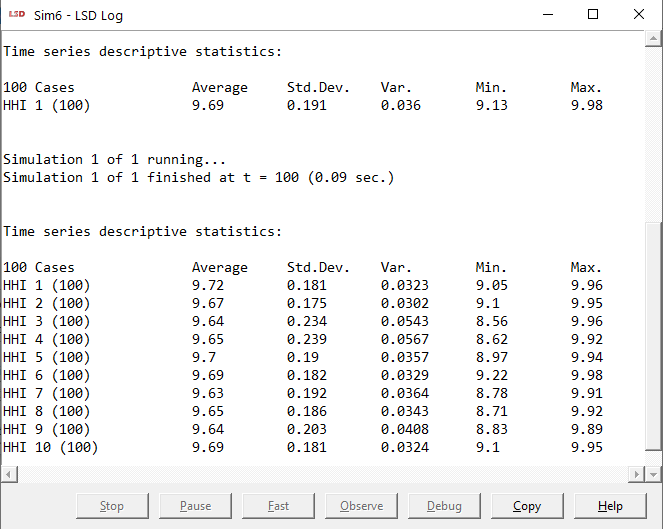 LSD Sim6 - LSD Log
Time series descriptive statistics:
100 Cases Average Std.Dev. Var. Min. Max.
HHI 1 (100) 9.69 0.191 0.036 9.13 9.98
Simulation 1 of 1 running...
Simulation 1 of 1 finished at t = 100 (0.09 sec.)
Time series descriptive statistics:
100 Cases Average Std.Dev. Var. Min. Max.
HHI 1 (100) 9.72 0.181 0.0323 9.05 9.96
HHI 2 (100) 9.67 0.175 0.0302 9.1 9.95
HHI 3 (100) 9.64 0.234 0.0543 8.56 9.96
HHI 4 (100) 9.65 0.239 0.0567 8.62 9.92
HHI 5 (100) 9.7 0.19 0.0357 8.97 9.94
HHI 6 (100) 9.69 0.182 0.0329 9.22 9.98
HHI 7 (100) 9.63 0.192 0.0364 8.78 9.91
HHI 8 (100) 9.65 0.186 0.0343 8.71 9.92
HHI 9 (100) 9.64 0.203 0.0408 8.83 9.89
HHI 10 (100) 9.69 0.181 0.0324 9.1 9.95
Stop Pause Fast Observe Debug Copy Help